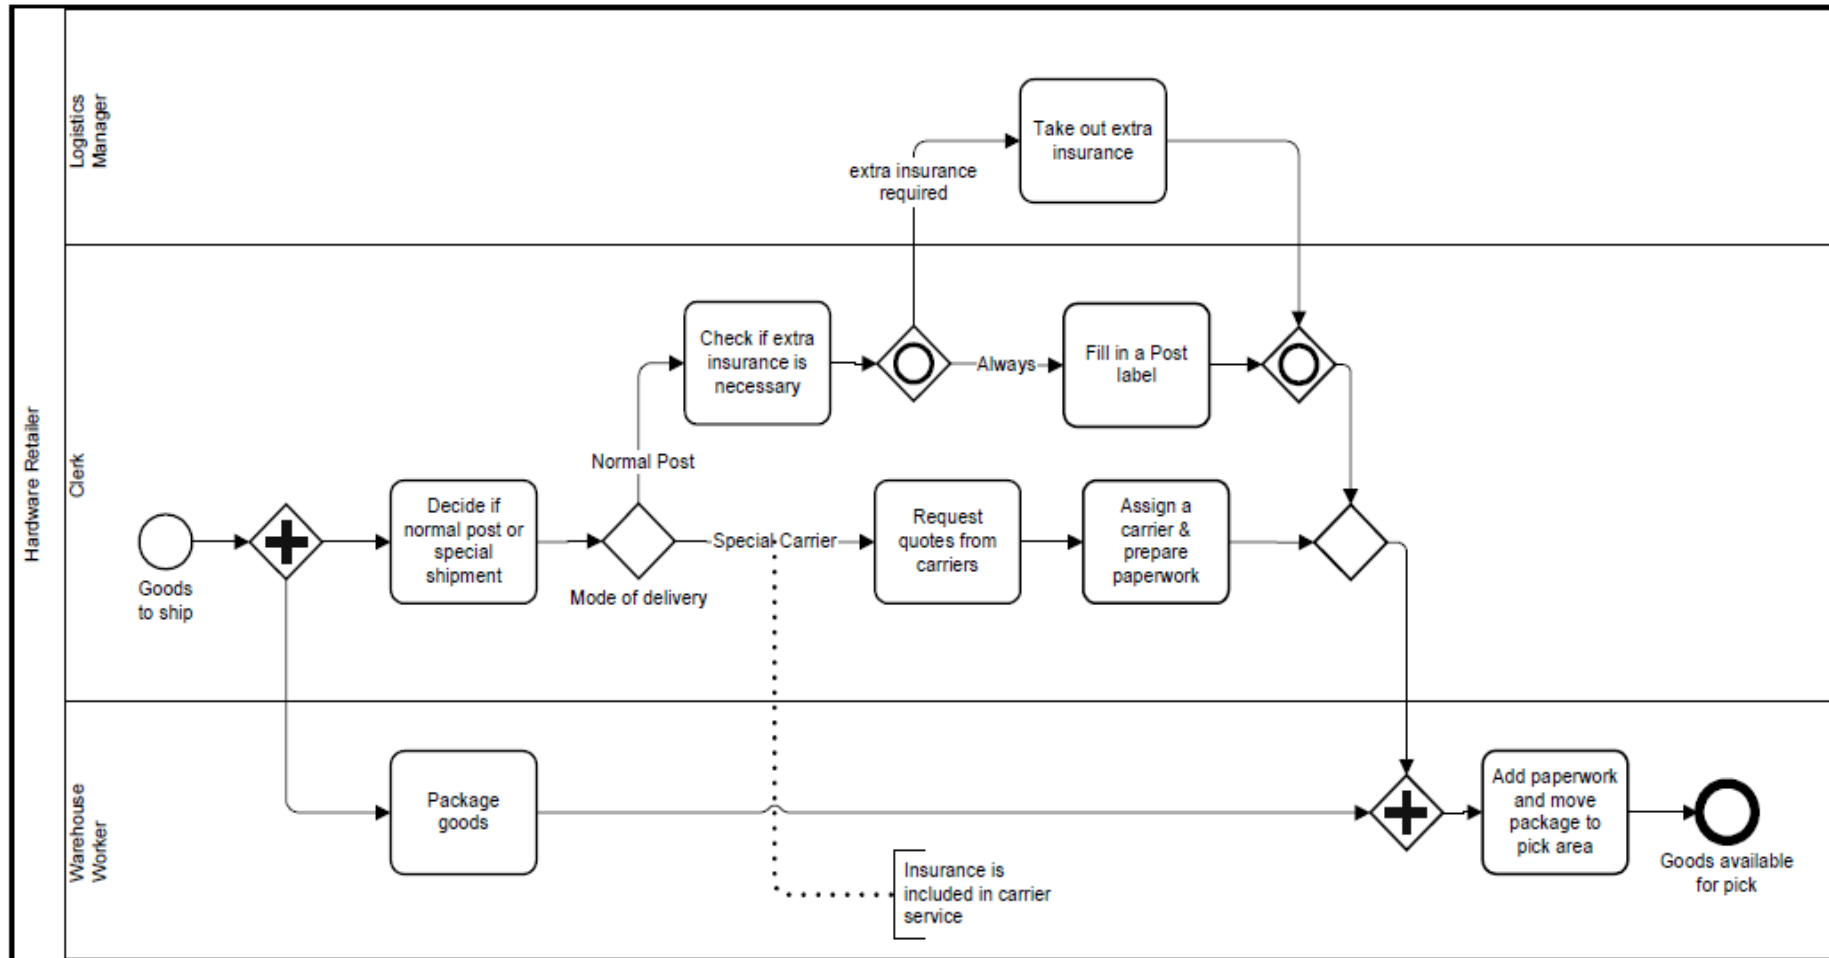 Hardware Retailer
Logistics
Manager
Take out extra
insurance
extra insurance
required
Clerk
Check if extra
insurance is
necessary
Always
Fill in a Post
label
Normal Post
Goods
to ship
Decide if
normal post or
special
shipment
Mode of delivery
Special Carrier
Request
quotes from
carriers
Assign a
carrier &
prepare
paperwork
Warehouse
Worker
Package
goods
Insurance is
included in carrier
service
Add paperwork
and move
package to
pick area
Goods available
for pick